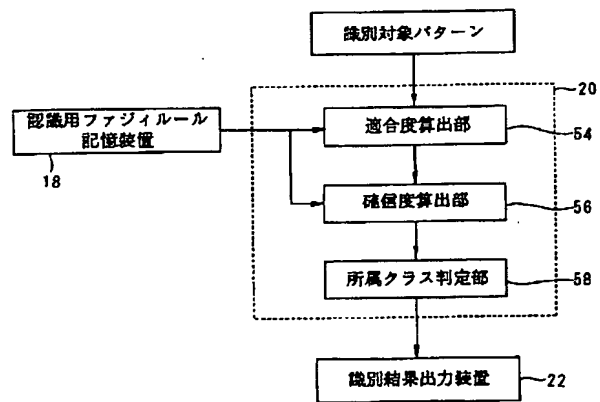 識別対象パターン
20
認識用ファジィルール
記憶装置
18
適合度算出部
54
確信度算出部
56
所属クラス判定部
58
識別結果出力装置
22